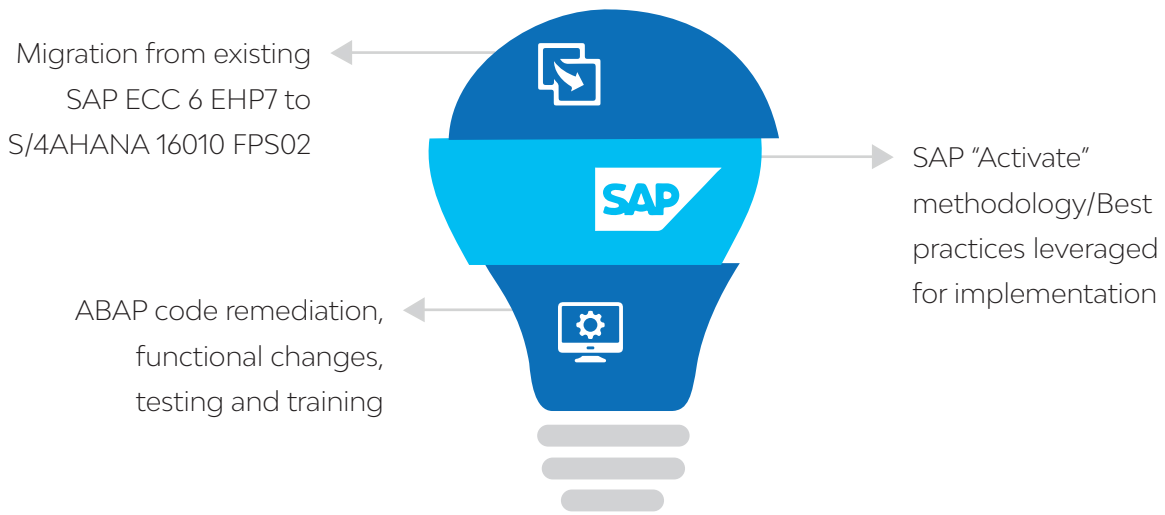 Migration from existing
SAP ECC 6 EHP7 to
S/4AHANA 16010 FPS02
SAP
SAP “Activate”
methodology/Best
practices leveraged
for implementation
ABAP code remediation,
functional changes,
testing and training